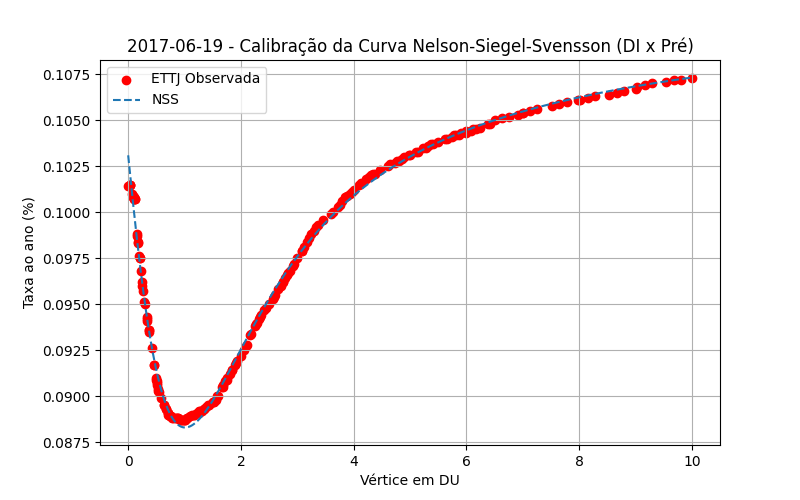 2017-06-19 - Calibração da Curva Nelson-Siegel-Svensson (DI x Pré)
ETTJ Observada
NSS
Taxa ao ano (%)
0.1075
0.1050
0.1025
0.1000
0.0975
0.0950
0.0925
0.0900
0.0875
0 2 4 6 8 10
Vértice em DU